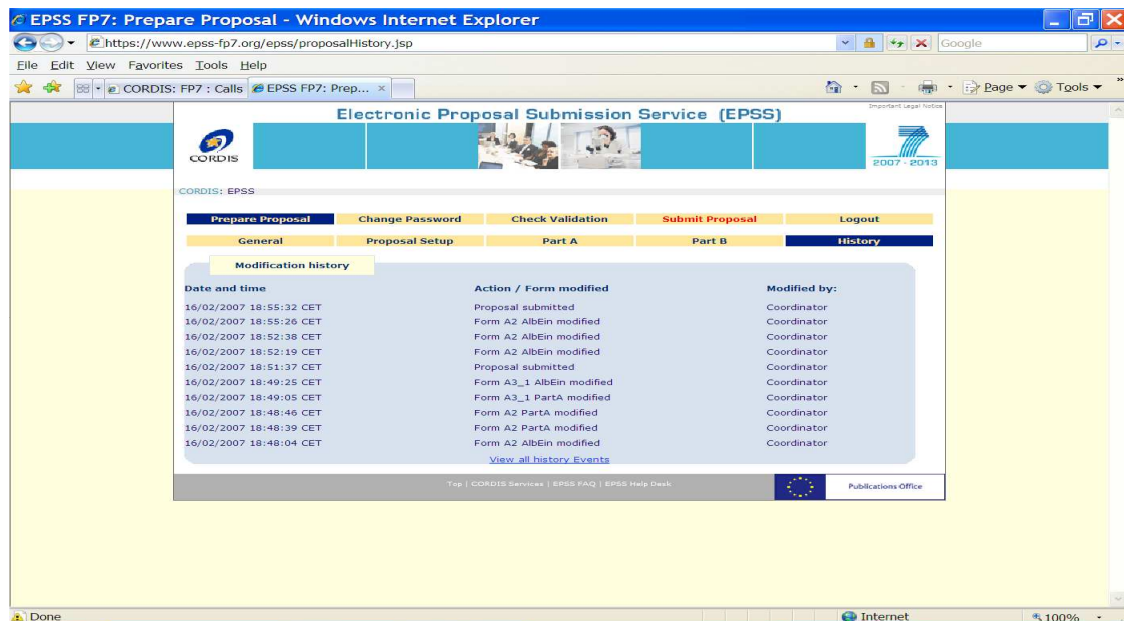 EPSS FP7: Prepare Proposal - Windows Internet Explorer
https://www.epss-fp7.org/epss/proposalHistory.jsp Google
File Edit View Favorites Tools Help
CORDIS: FP7 : Calls EPSS FP7: Prep... × Page Tools »
Important Legal Notice
Electronic Proposal Submission Service (EPSS)
CORDIS
7
2007 - 2013
CORDIS: EPSS
Prepare Proposal Change Password Check Validation Submit Proposal Logout
General Proposal Setup Part A Part B History
Modification history
Date and time Action / Form modified Modified by:
16/02/2007 18:55:32 CET Proposal submitted Coordinator
16/02/2007 18:55:26 CET Form A2 AlbEin modified Coordinator
16/02/2007 18:52:38 CET Form A2 AlbEin modified Coordinator
16/02/2007 18:52:19 CET Form A2 AlbEin modified Coordinator
16/02/2007 18:51:37 CET Proposal submitted Coordinator
16/02/2007 18:49:25 CET Form A3_1 AlbEin modified Coordinator
16/02/2007 18:49:05 CET Form A3_1 PartA modified Coordinator
16/02/2007 18:48:46 CET Form A2 PartA modified Coordinator
16/02/2007 18:48:39 CET Form A2 PartA modified Coordinator
16/02/2007 18:48:04 CET Form A2 AlbEin modified Coordinator
View all history Events
Top | CORDIS Services | EPSS FAQ | EPSS Help Desk
Publications Office
Done Internet 100%